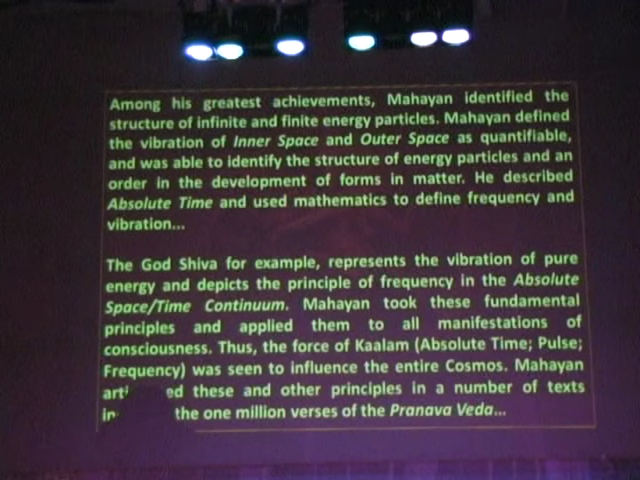 Among his greatest achievements, Mahayan identified the
structure of infinite and finite energy particles. Mahayan defined
the vibration of Inner Space and Outer Space as quantifiable,
and was able to identify the structure of energy particles and an
order in the development of forms in matter. He described
Absolute Time and used mathematics to define frequency and
vibration...
The God Shiva for example, represents the vibration of pure
energy and depicts the principle of frequency in the Absolute
Space/Time Continuum. Mahayan took these fundamental
principles and applied them to all manifestations of
consciousness. Thus, the force of Kaalam (Absolute Time; Pulse;
Frequency) was seen to influence the entire Cosmos. Mahayan
these and other principles in a number of texts
the one million verses of the Pranava Veda...